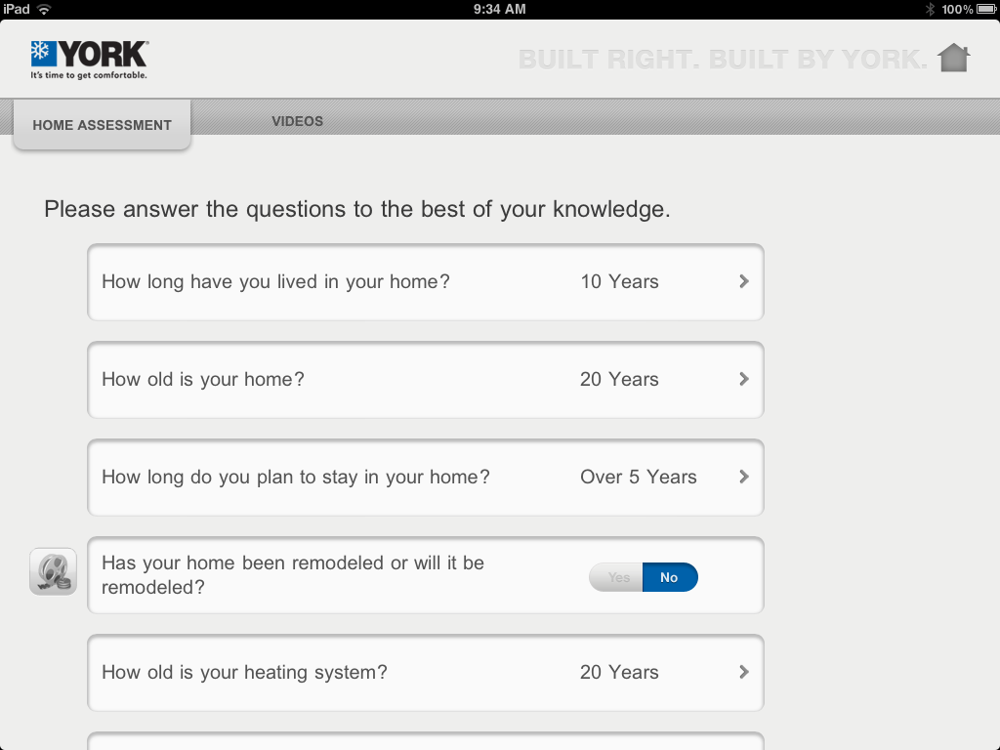 iPad 9:34 AM 100%
YORK
It's time to get comfortable.
BUILT RIGHT. BUILT BY YORK.
HOME ASSESSMENT VIDEOS
Please answer the questions to the best of your knowledge.
How long have you lived in your home? 10 Years
How old is your home? 20 Years
How long do you plan to stay in your home? Over 5 Years
Has your home been remodeled or will it be
remodeled?
Yes No
How old is your heating system? 20 Years